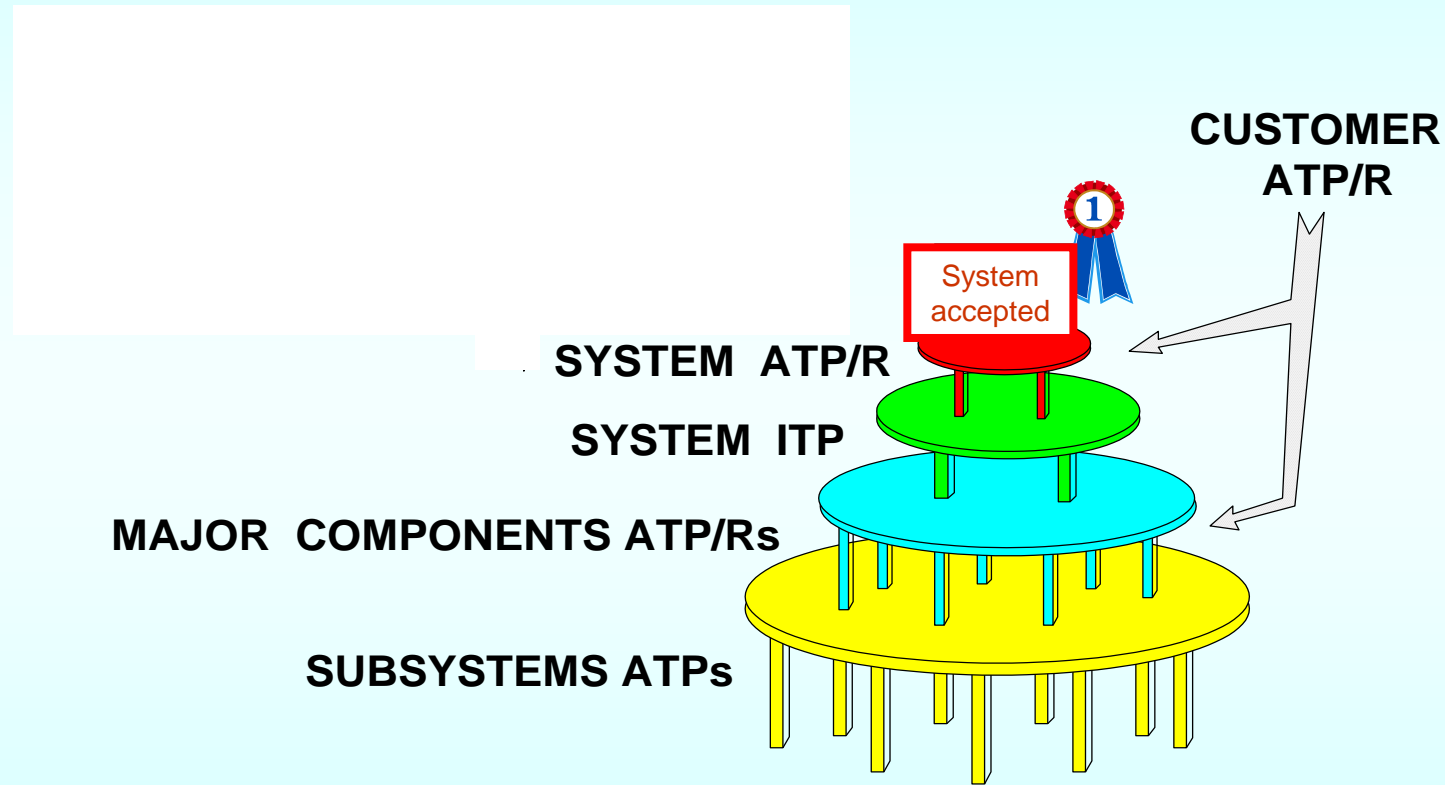 CUSTOMER
ATP/R
1
System
accepted
SYSTEM ATP/R
SYSTEM ITP
MAJOR COMPONENTS ATP/Rs
SUBSYSTEMS ATPs